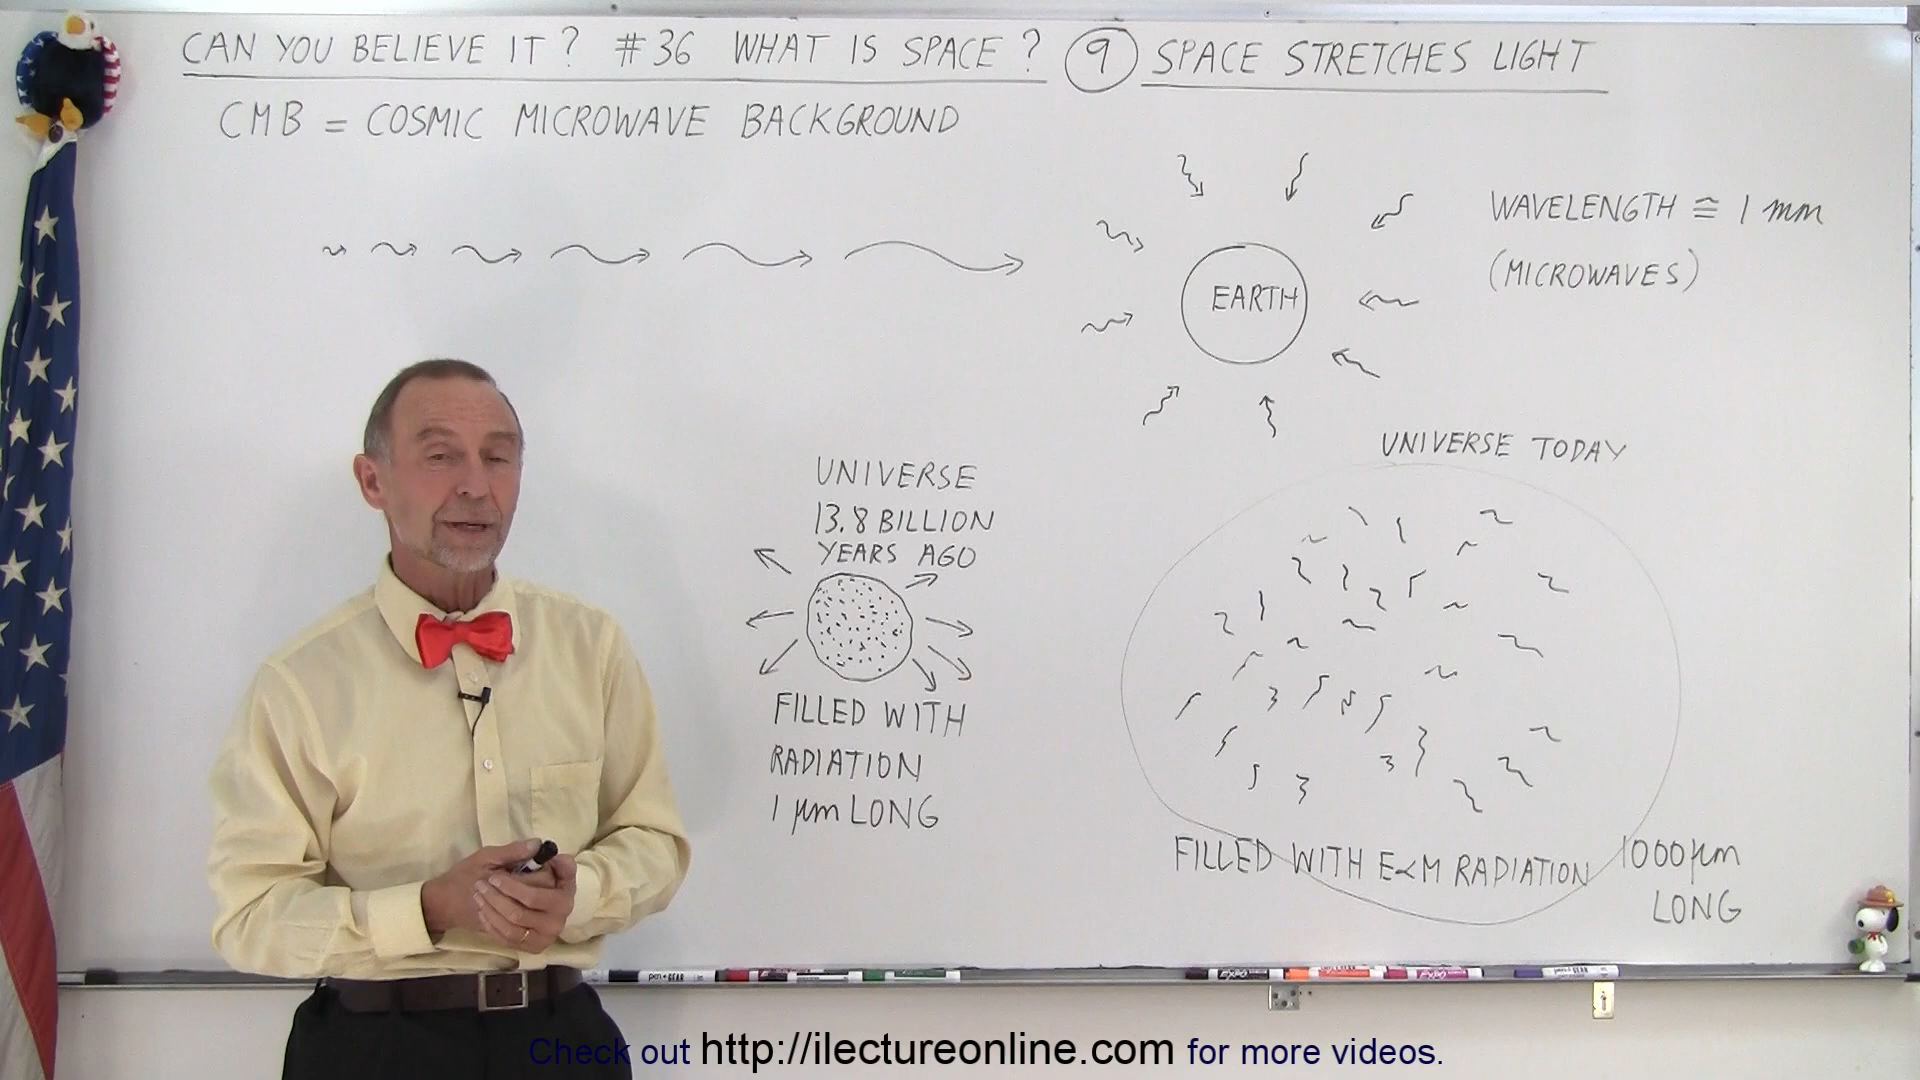 CAN YOU BELIEVE IT? #36 WHAT IS SPACE? 9 SPACE STRETCHES LIGHT
CMB = COSMIC MICROWAVE BACKGROUND
WAVELENGTH ≅ 1 mm
(MICROWAVES)
EARTH
UNIVERSE
13.8 BILLION
YEARS AGO
FILLED WITH
RADIATION
1 μm LONG
UNIVERSE TODAY
FILLED WITH E&M RADIATION 1000 μm
LONG
Check out http://ilectureonline.com for more videos.